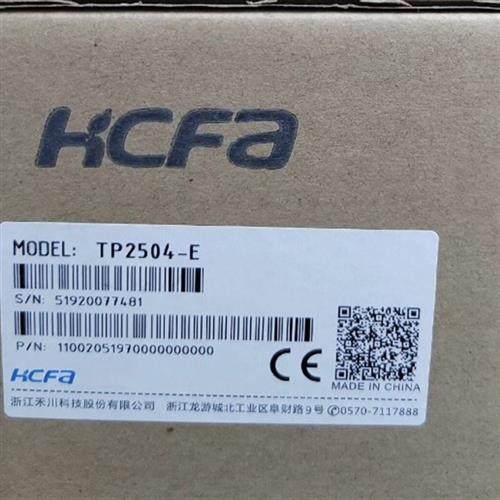 HCFA
MODEL: TP2504-E
S/N: 51920077481
P/N: 11002051970000000000
CE
HCFA
MADE IN CHINA
浙江禾川科技股份有限公司 浙江龙游城北工业区阜财路9号 ✆0570-7117888